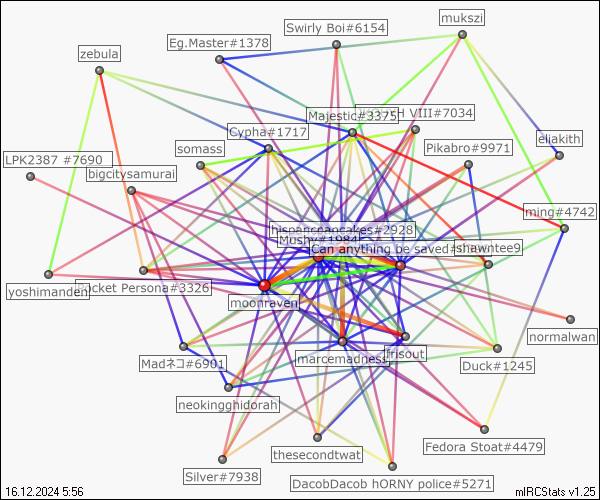 mukszi
Swirly Boi#6154
Eg.Master#1378
zebula
Majestic#3375
VIII#7034
Cypha#1717
eliakith
Pikabro#9971
somass
LPK2387 #7690
bigcitysamurai
ming#4742
hispanicpancakes#2928
Mushy#1984
Can anything be saved
shawntee9
yoshimanden
Rocket Persona#3326
moonraven
normalwan
marcemadness
frisout
Madネコ#6901
Duck#1245
neokingghidorah
thesecondtwat
Fedora Stoat#4479
Silver#7938
DacobDacob hORNY police#5271
16.12.2024 5:56
mIRCStats v1.25